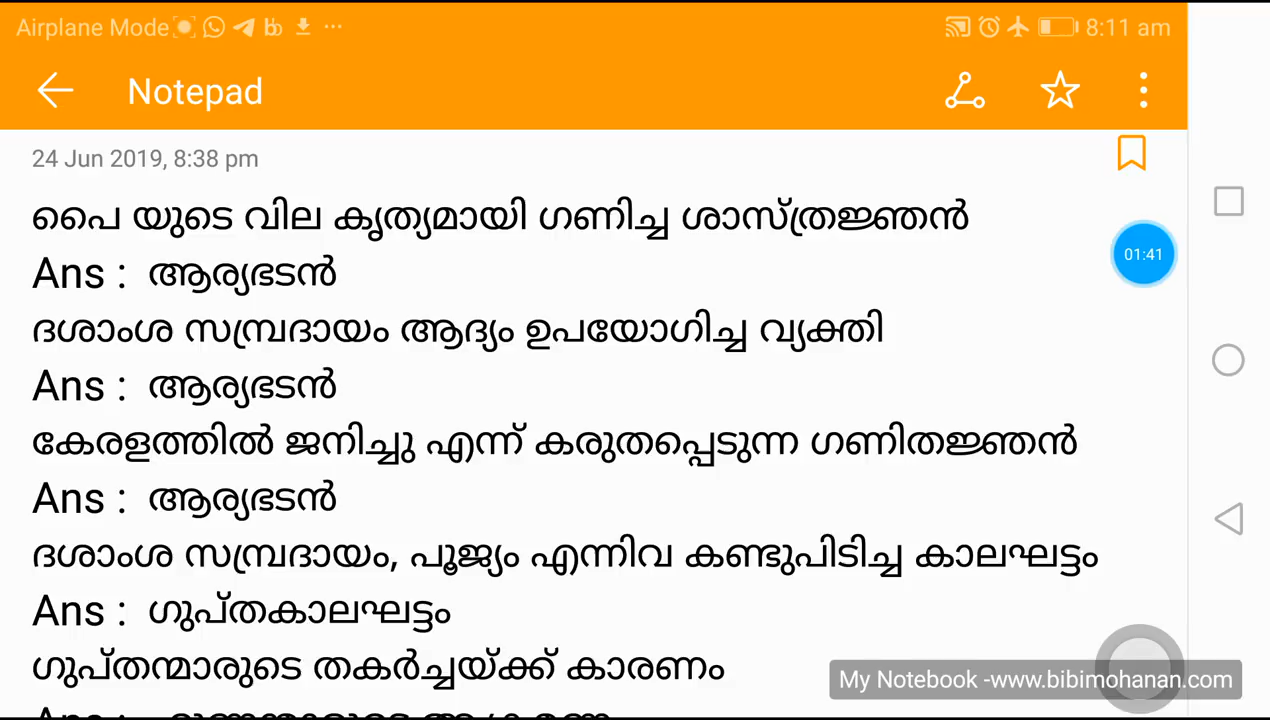 Airplane Mode
8:11 am
Notepad
24 Jun 2019, 8:38 pm
01:41
പൈ യുടെ വില കൃത്യമായി ഗണിച്ച ശാസ്ത്രജ്ഞൻ
Ans : ആര്യഭടൻ
ദശാംശ സമ്പ്രദായം ആദ്യം ഉപയോഗിച്ച വ്യക്തി
Ans : ആര്യഭടൻ
കേരളത്തിൽ ജനിച്ചു എന്ന് കരുതപ്പെടുന്ന ഗണിതജ്ഞൻ
Ans : ആര്യഭടൻ
ദശാംശ സമ്പ്രദായം, പൂജ്യം എന്നിവ കണ്ടുപിടിച്ച കാലഘട്ടം
Ans : ഗുപ്തകാലഘട്ടം
ഗുപ്തന്മാരുടെ തകർച്ചയ്ക്ക് കാരണം
My Notebook -www.bibimohanan.com
Ans :